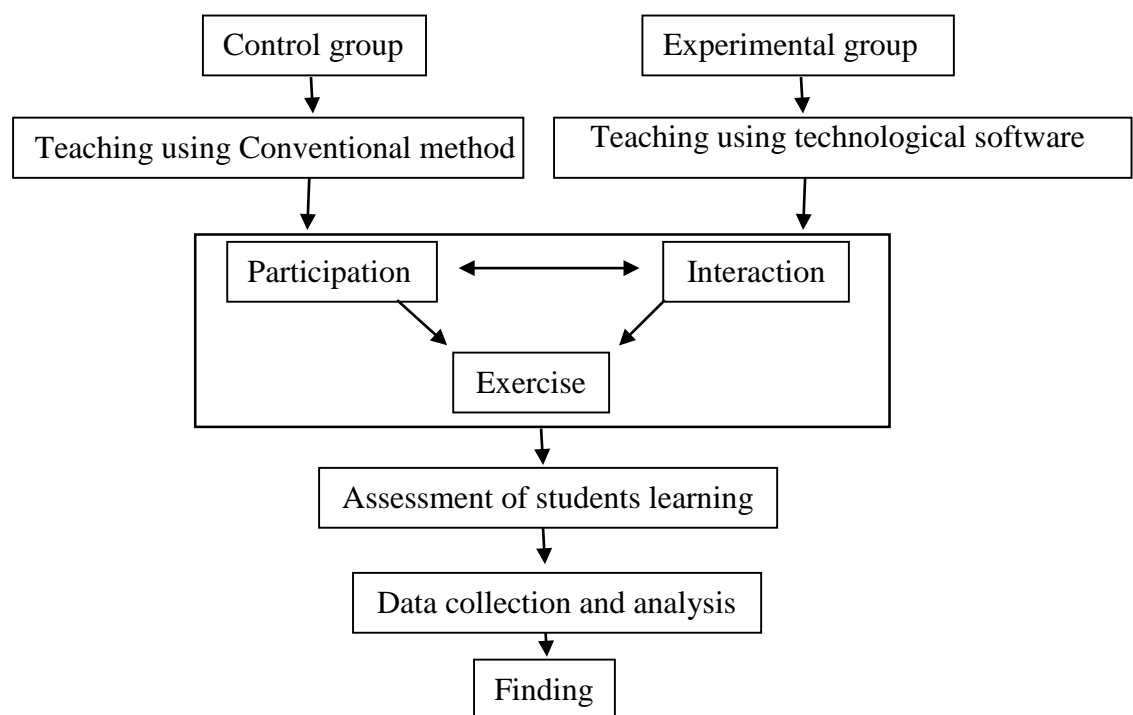 Control group
Experimental group
Teaching using Conventional method
Teaching using technological software
Participation
Interaction
Exercise
Assessment of students learning
Data collection and analysis
Finding